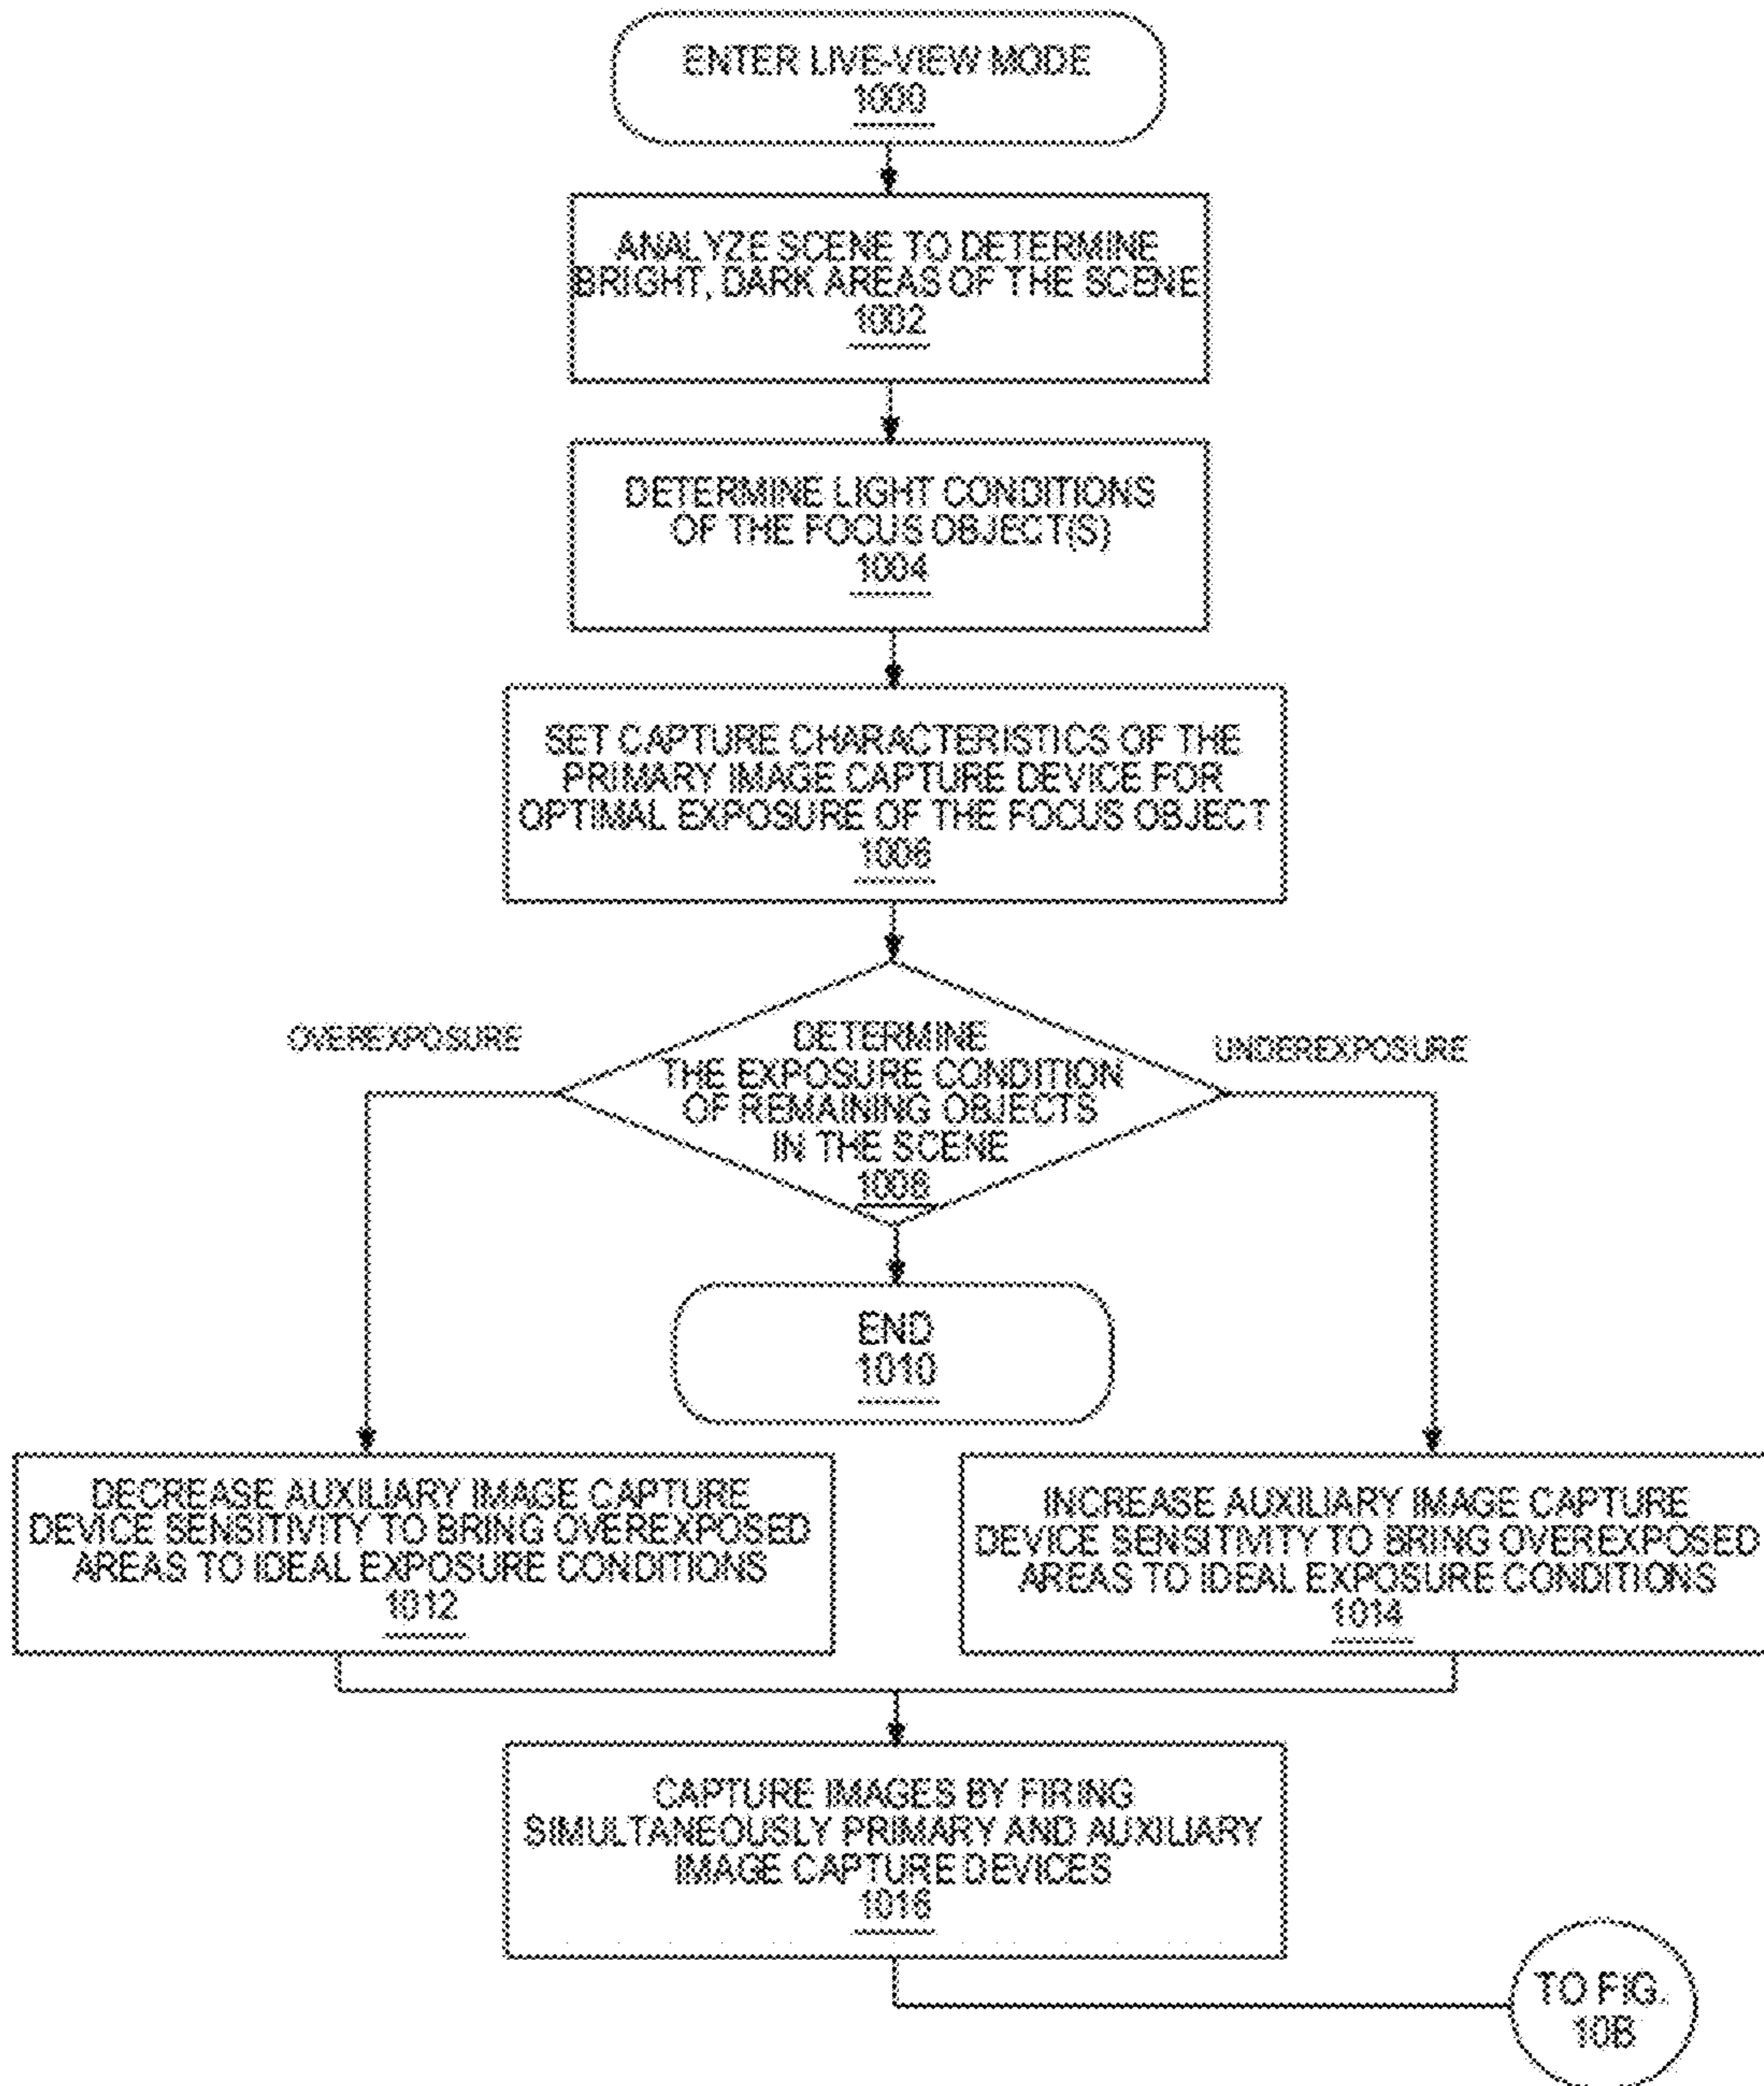 ENTER LIVE-VIEW MODE
1000
ANALYZE SCENE TO DETERMINE
BRIGHT, DARK AREAS OF THE SCENE
1002
DETERMINE LIGHT CONDITIONS
OF THE FOCUS OBJECT(S)
1004
SET CAPTURE CHARACTERISTICS OF THE
PRIMARY IMAGE CAPTURE DEVICE FOR
OPTIMAL EXPOSURE OF THE FOCUS OBJECT
1006
OVEREXPOSURE
DETERMINE
THE EXPOSURE CONDITION
OF REMAINING OBJECTS
IN THE SCENE
1008
UNDEREXPOSURE
END
1010
DECREASE AUXILIARY IMAGE CAPTURE
DEVICE SENSITIVITY TO BRING OVEREXPOSED
AREAS TO IDEAL EXPOSURE CONDITIONS
1012
INCREASE AUXILIARY IMAGE CAPTURE
DEVICE SENSITIVITY TO BRING OVEREXPOSED
AREAS TO IDEAL EXPOSURE CONDITIONS
1014
CAPTURE IMAGES BY FIRING
SIMULTANEOUSLY PRIMARY AND AUXILIARY
IMAGE CAPTURE DEVICES
1016
TO FIG.
10B